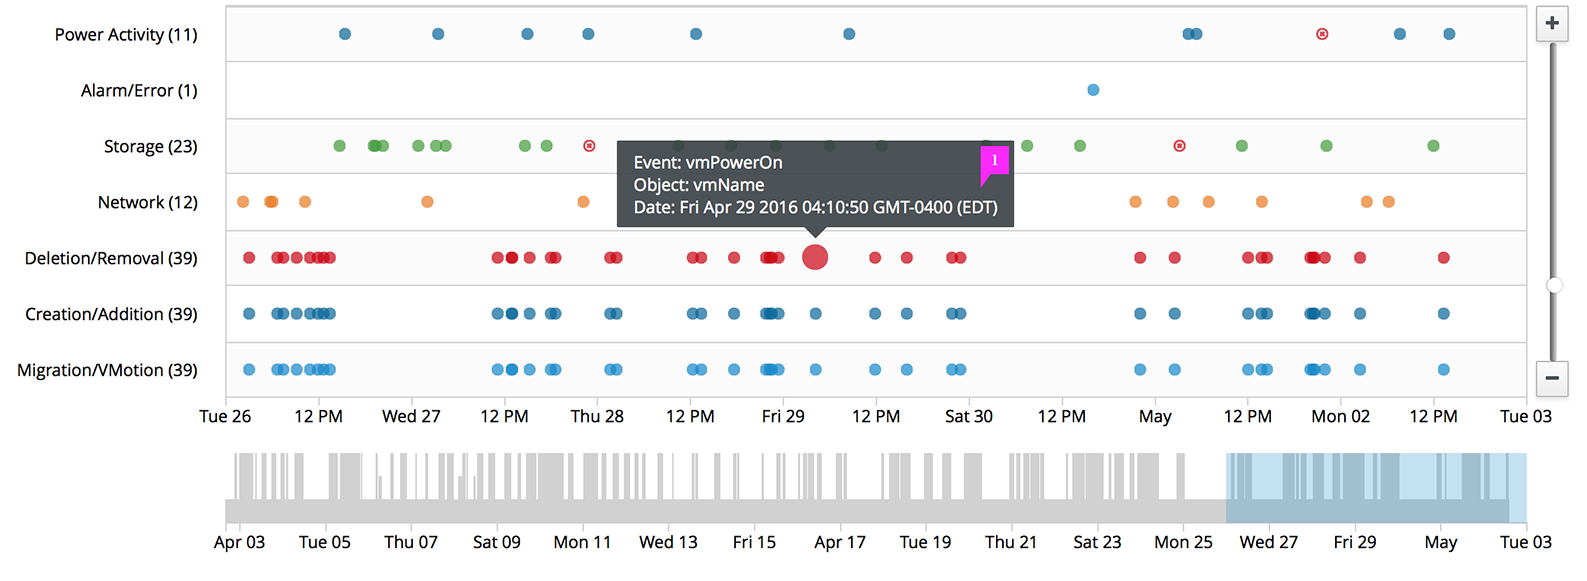 Power Activity (11)
Alarm/Error (1)
Storage (23)
Event: vmPowerOn
1
Object: vmName
Network (12)
Date: Fri Apr 29 2016 04:10:50 GMT-0400 (EDT)
Deletion/Removal (39)
Creation/Addition (39)
Migration/VMotion (39)
Tue 26 12 PM Wed 27 12 PM Thu 28 12 PM Fri 29 12 PM Sat 30 12 PM May 12 PM Mon 02 12 PM Tue 03
Apr 03 Tue 05 Thu 07 Sat 09 Mon 11 Wed 13 Fri 15 Apr 17 Tue 19 Thu 21 Sat 23 Mon 25 Wed 27 Fri 29 May Tue 03